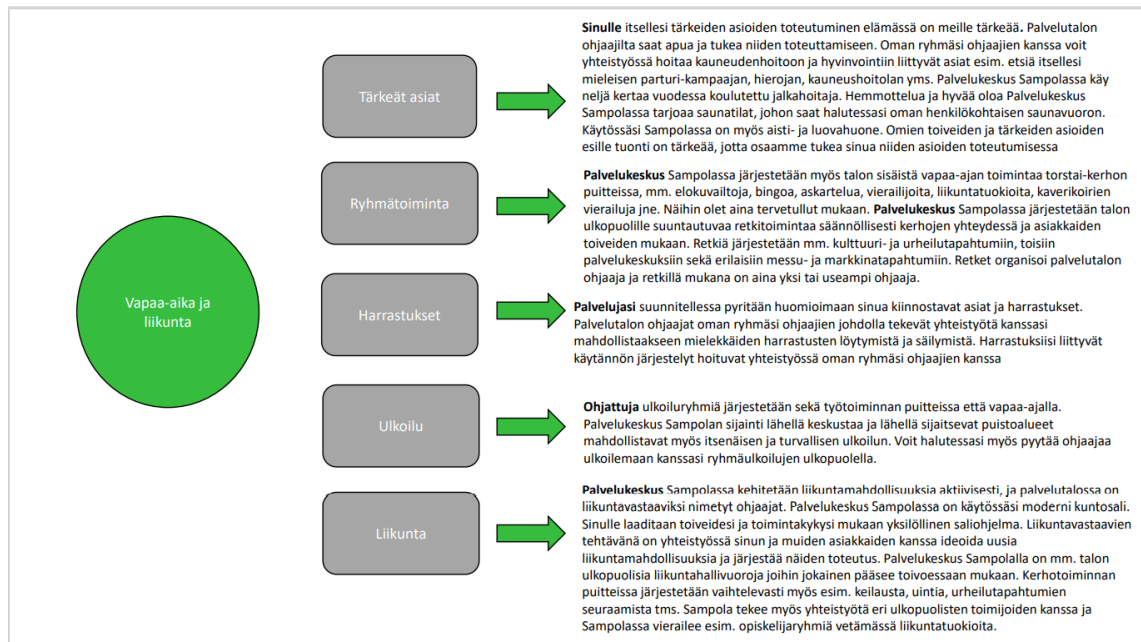 Vapaa-aika ja
liikunta
Tärkeät asiat
Sinulle itsellesi tärkeiden asioiden toteutuminen elämässä on meille tärkeää. Palvelutalon
ohjaajilta saat apua ja tukea niiden toteuttamiseen. Oman ryhmäsi ohjaajien kanssa voit
yhteistyössä hoitaa kauneudenhoitoon ja hyvinvointiin liittyvät asiat esim. etsiä itsellesi
mieleisen parturi-kampaajan, hierojan, kauneushoitolan yms. Palvelukeskus Sampolassa käy
neljä kertaa vuodessa koulutettu jalkahoitaja. Hemmottelua ja hyvää oloa Palvelukeskus
Sampolassa tarjoaa saunatilat, johon saat halutessasi oman henkilökohtaisen saunavuoron.
Käytössäsi Sampolassa on myös aisti- ja luovahuone. Omien toiveiden ja tärkeiden asioiden
esille tuonti on tärkeää, jotta osaamme tukea sinua niiden asioiden toteutumisessa
Ryhmätoiminta
Palvelukeskus Sampolassa järjestetään myös talon sisäistä vapaa-ajan toimintaa torstai-kerhon
puitteissa, mm. elokuvailtoja, bingoa, askartelua, vierailijoita, liikuntatuokioita, kaverikoirien
vierailuja jne. Näihin olet aina tervetullut mukaan. Palvelukeskus Sampolassa järjestetään talon
ulkopuolille suuntautuvaa retkitoimintaa säännöllisesti kerhojen yhteydessä ja asiakkaiden
toiveiden mukaan. Retkiä järjestetään mm. kulttuuri- ja urheilutapahtumiin, toisiin
palvelukeskuksiin sekä erilaisiin messu- ja markkinatapahtumiin. Retket organisoi palvelutalon
ohjaaja ja retkillä mukana on aina yksi tai useampi ohjaaja.
Harrastukset
Palvelujasi suunnitellessa pyritään huomioimaan sinua kiinnostavat asiat ja harrastukset.
Palvelutalon ohjaajat oman ryhmäsi ohjaajien johdolla tekevät yhteistyötä kanssasi
mahdollistaakseen mielekkäiden harrastusten löytymistä ja säilymistä. Harrastuksiisi liittyvät
käytännön järjestelyt hoituvat yhteistyössä oman ryhmäsi ohjaajien kanssa
Ulkoilu
Ohjattuja ulkoiluryhmiä järjestetään sekä työtoiminnan puitteissa että vapaa-ajalla.
Palvelukeskus Sampolan sijainti lähellä keskustaa ja lähellä sijaitsevat puistoalueet
mahdollistavat myös itsenäisen ja turvallisen ulkoilun. Voit halutessasi myös pyytää ohjaajaa
ulkoilemaan kanssasi ryhmäulkoilujen ulkopuolella.
Liikunta
Palvelukeskus Sampolassa kehitetään liikuntamahdollisuuksia aktiivisesti, ja palvelutalossa on
liikuntavastaaviksi nimetyt ohjaajat. Palvelukeskus Sampolassa on käytössäsi moderni kuntosali.
Sinulle laaditaan toiveidesi ja toimintakykysi mukaan yksilöllinen saliohjelma. Liikuntavastaavien
tehtävänä on yhteistyössä sinun ja muiden asiakkaiden kanssa ideoida uusia
liikuntamahdollisuuksia ja järjestää näiden toteutus. Palvelukeskus Sampolalla on mm. talon
ulkopuolisia liikuntahallivuoroja joihin jokainen pääsee toivoessaan mukaan. Kerhotoiminnan
puitteissa järjestetään vaihtelevasti myös esim. keilausta, uintia, urheilutapahtumien
seuraamista tms. Sampola tekee myös yhteistyötä eri ulkopuolisten toimijoiden kanssa ja
Sampolassa vierailee esim. opiskelijaryhmiä vetämässä liikuntatuokioita.